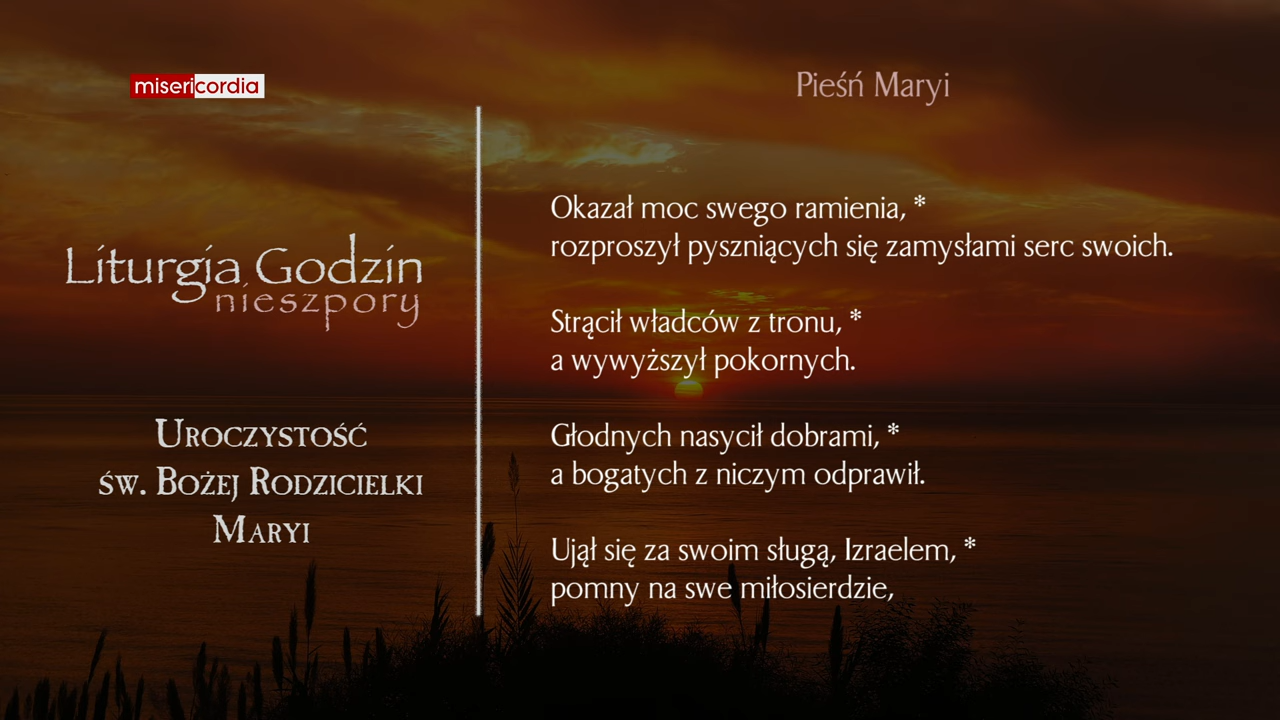 misericordia
Pieśń Maryi
Liturgia Godzin
nieszpory
Uroczystość
św. Bożej Rodzicielki
Maryi
Okazał moc swego ramienia, *
rozproszył pyszniących się zamysłami serc swoich.
Strącił władców z tronu, *
a wywyższył pokornych.
Głodnych nasycił dobrami, *
a bogatych z niczym odprawił.
Ujął się za swoim sługą, Izraelem, *
pomny na swe miłosierdzie,